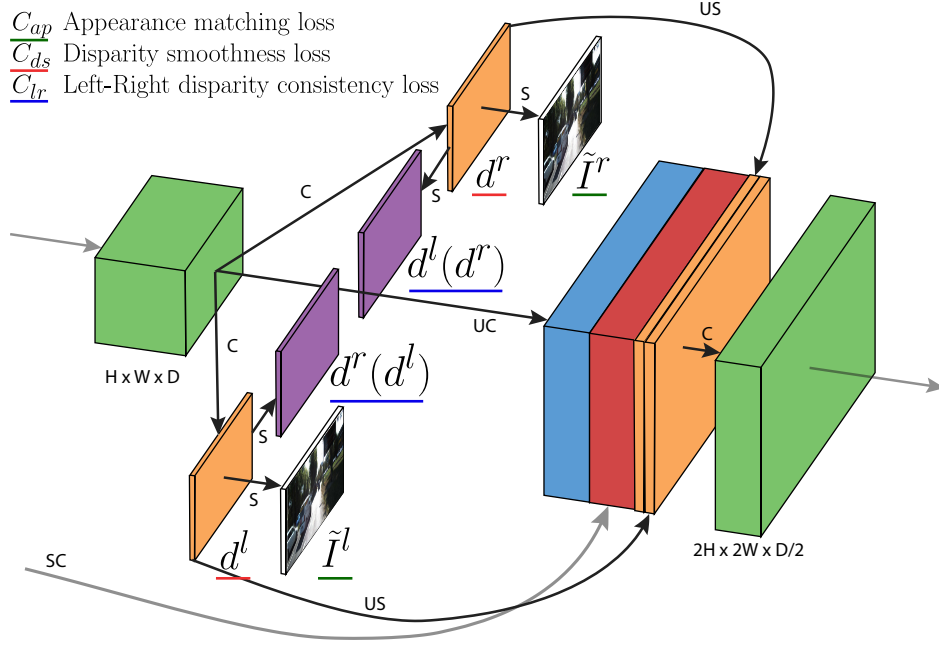 C_ap Appearance matching loss
C_ds Disparity smoothness loss
C_lr Left-Right disparity consistency loss
US
S
d^r
Ĩ^r
C
S
d^l(d^r)
UC
H x W x D
C
C
d^r(d^l)
S
S
d^l
Ĩ^l
2H x 2W x D/2
SC
US